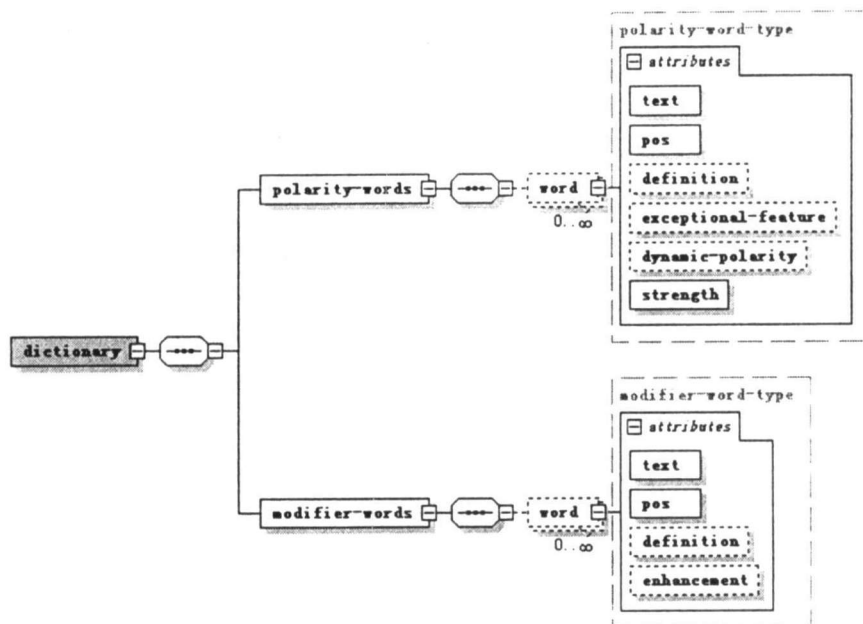 polarity-word-type
attributes
text
pos
definition
exceptional-feature
dynamic-polarity
strength
polarity-words
word
0..∞
dictionary
modifier-word-type
attributes
text
pos
definition
enhancement
modifier-words
word
0..∞